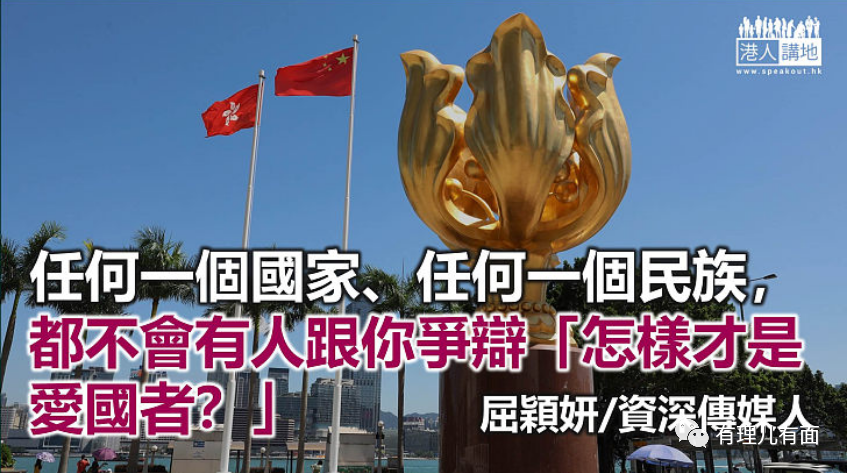 港人講地
www.speakout.hk
任何一個國家、任何一個民族，
都不會有人跟你爭辯「怎樣才是
愛國者？」
屈穎妍/資深傳媒人
有理儿有面